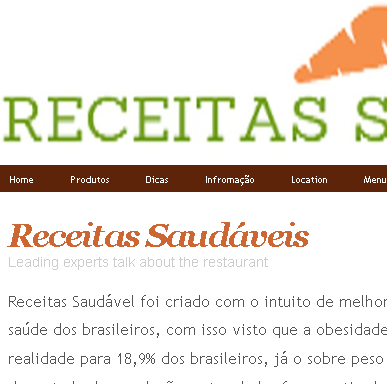 RECEITAS S
Home Produtos Dicas Infromação Location Menu
Receitas Saudáveis
Leading experts talk about the restaurant
Receitas Saudável foi criado com o intuito de melhor
saúde dos brasileiros, com isso visto que a obesidade
realidade para 18,9% dos brasileiros, já o sobre peso